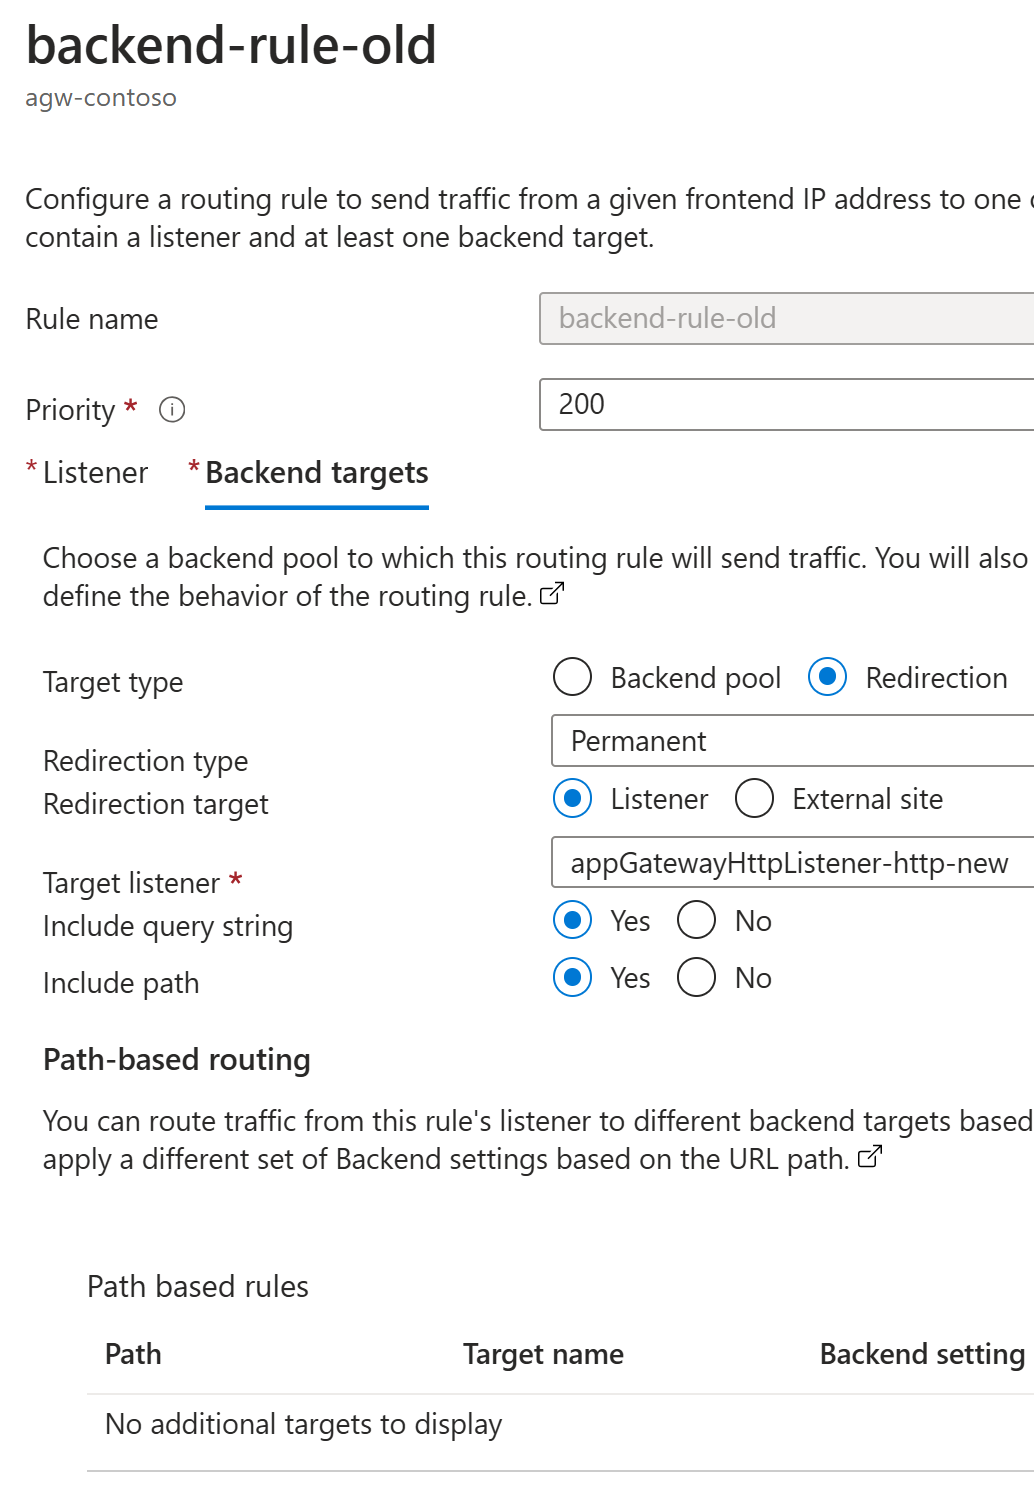 backend-rule-old
agw-contoso
Configure a routing rule to send traffic from a given frontend IP address to one
contain a listener and at least one backend target.
Rule name
backend-rule-old
Priority *
200
* Listener * Backend targets
Choose a backend pool to which this routing rule will send traffic. You will also
define the behavior of the routing rule.
Target type
Backend pool Redirection
Redirection type
Permanent
Redirection target
Listener External site
Target listener *
appGatewayHttpListener-http-new
Include query string
Yes No
Include path
Yes No
Path-based routing
You can route traffic from this rule's listener to different backend targets based
apply a different set of Backend settings based on the URL path.
Path based rules
Path Target name Backend setting
No additional targets to display